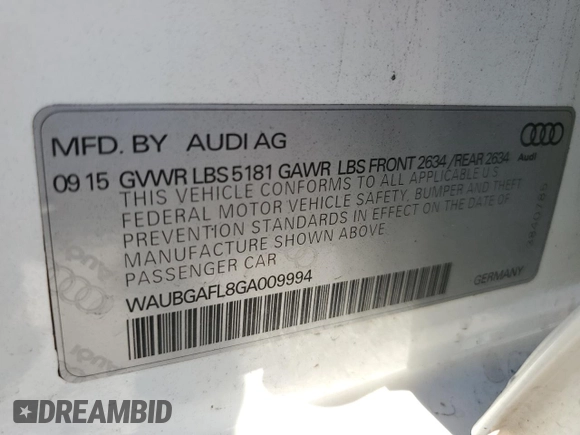 MFD. BY AUDI AG
09 15 GVWR LBS 5181 GAWR LBS FRONT 2634 / REAR 2634
Audi
THIS VEHICLE CONFORMS TO ALL APPLICABLE U.S.
FEDERAL MOTOR VEHICLE SAFETY, BUMPER AND THEFT
PREVENTION STANDARDS IN EFFECT ON THE DATE OF
MANUFACTURE SHOWN ABOVE.
PASSENGER CAR
WAUBGAFL8GA009994
GERMANY
DREAMBID